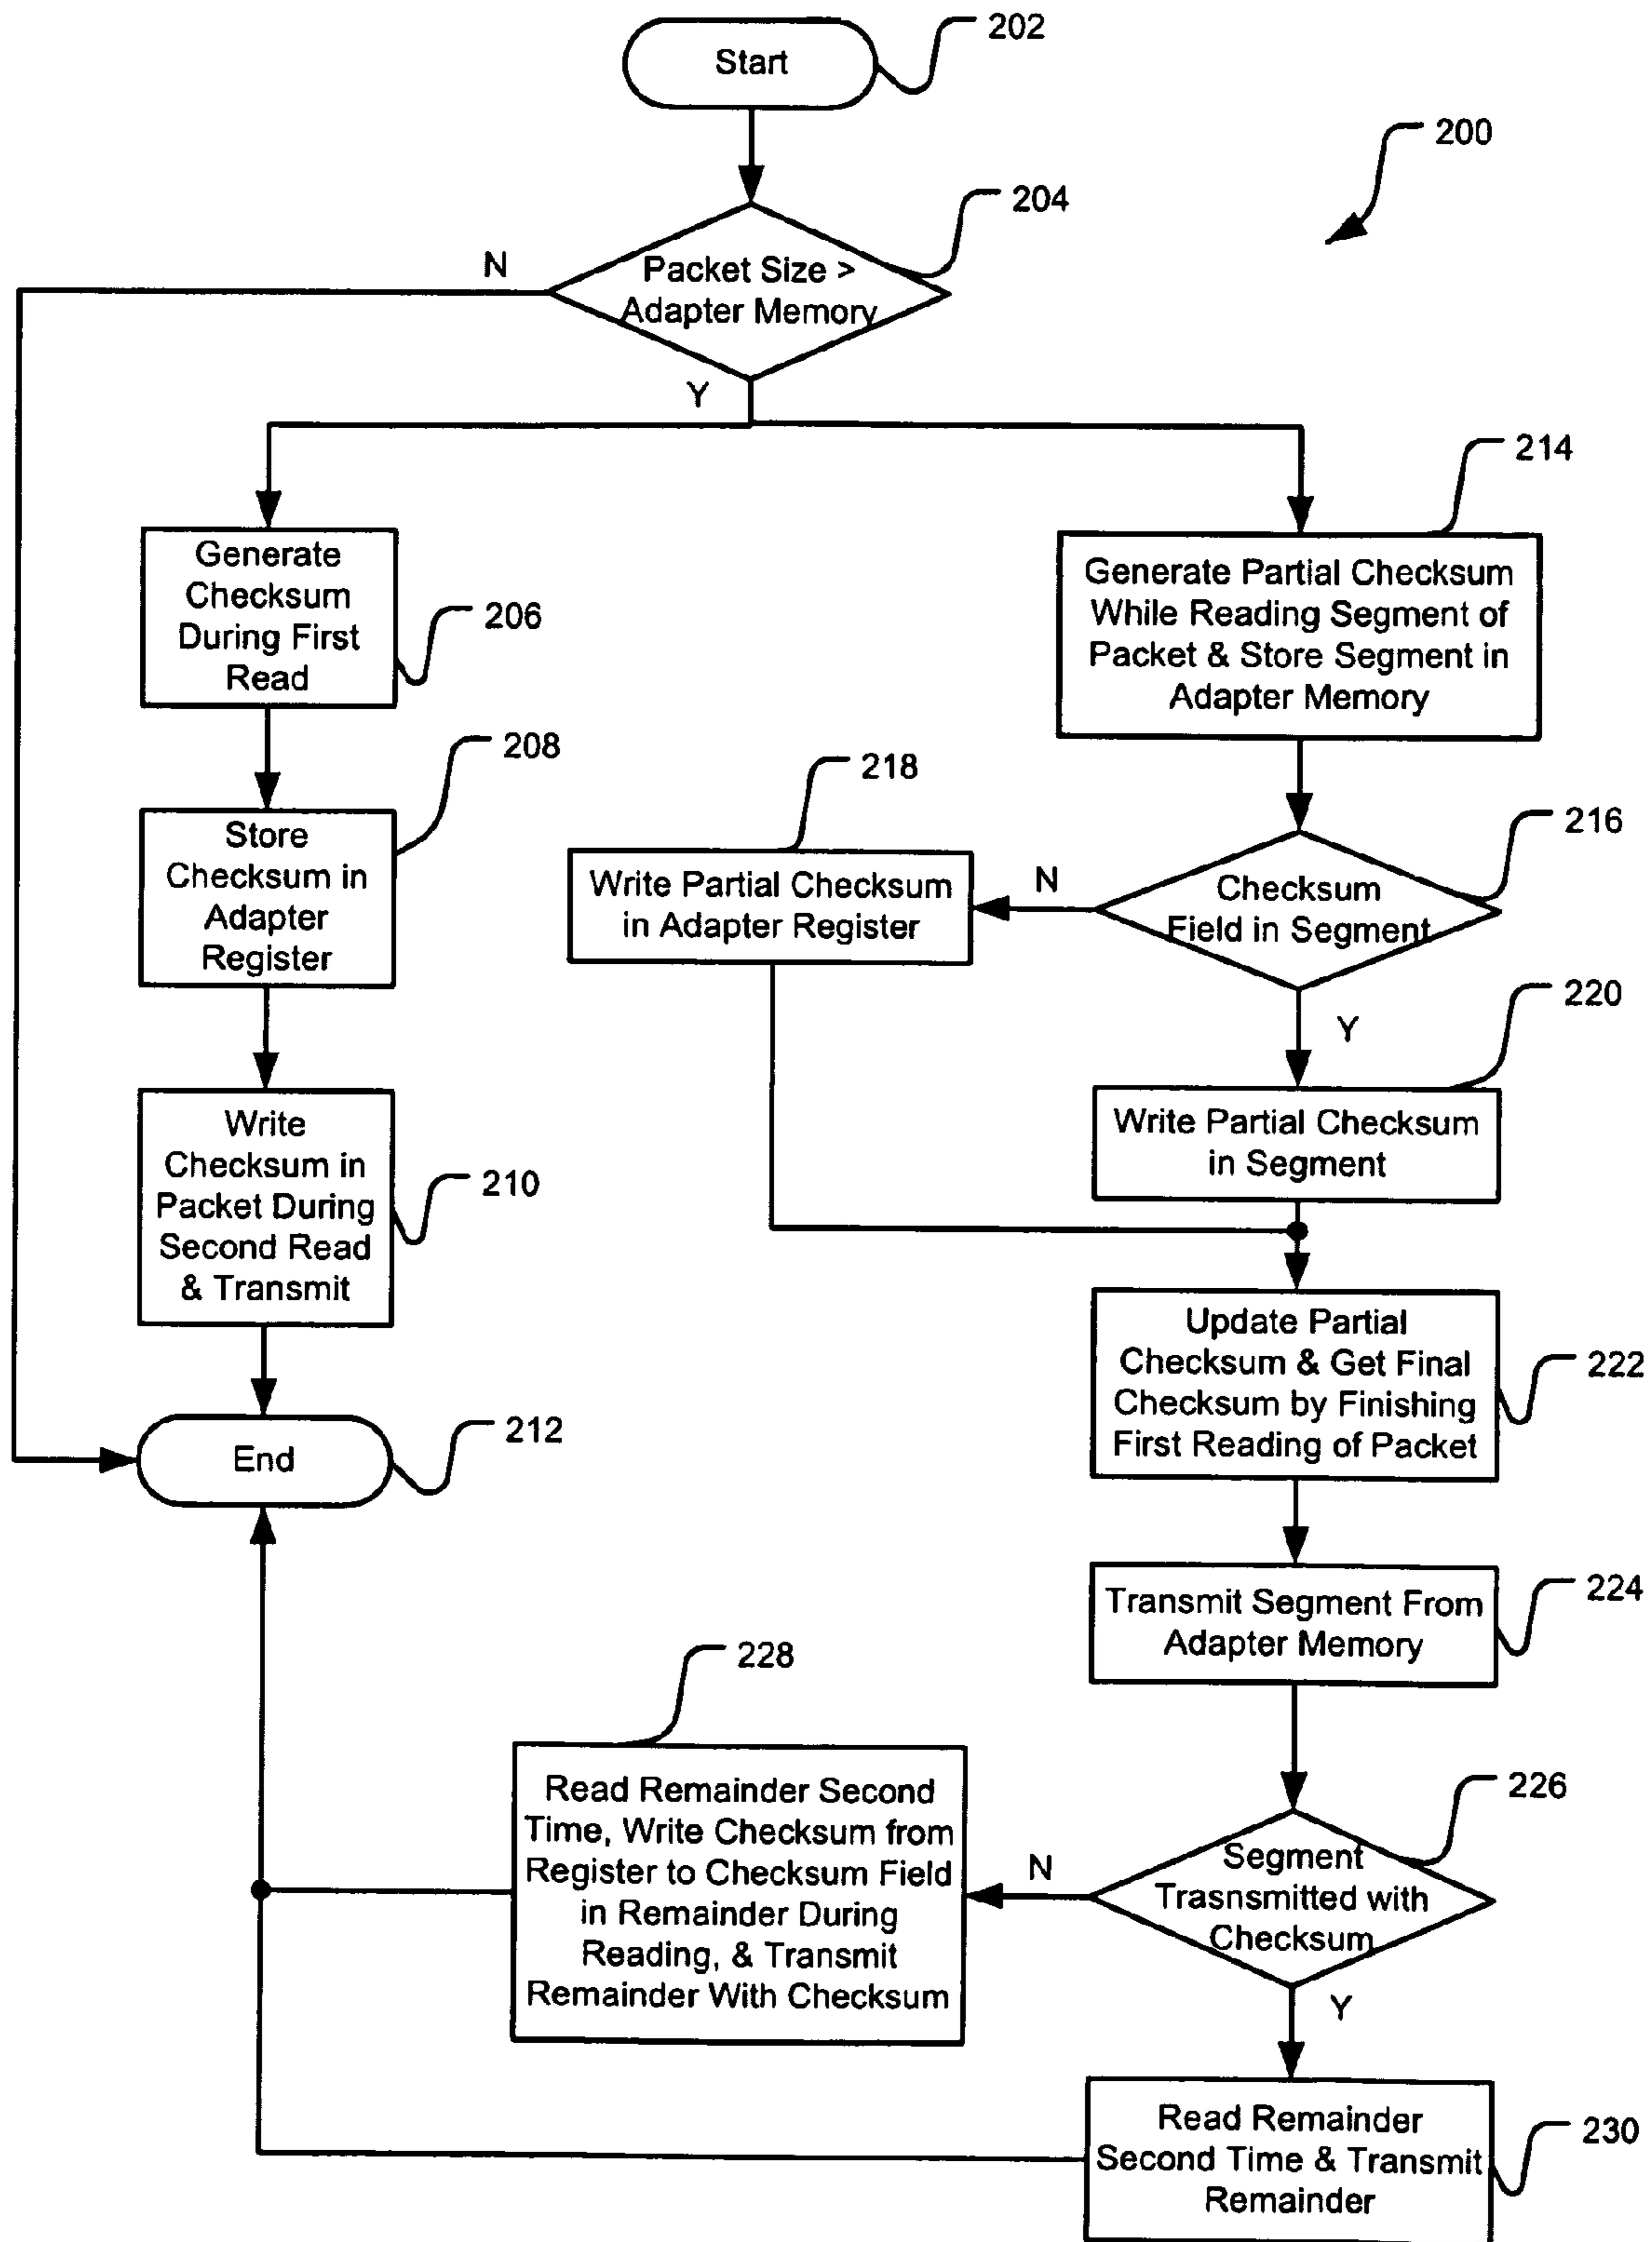 Start
202
200
204
N
Packet Size >
Adapter Memory
Y
214
Generate
Checksum
During First
Read
206
Generate Partial Checksum
While Reading Segment of
Packet & Store Segment in
Adapter Memory
208
Store
Checksum in
Adapter
Register
218
Write Partial Checksum
in Adapter Register
N
216
Checksum
Field in Segment
220
Y
Write
Checksum in
Packet During
Second Read
& Transmit
210
Write Partial Checksum
in Segment
Update Partial
Checksum & Get Final
Checksum by Finishing
First Reading of Packet
222
End
212
Transmit Segment From
Adapter Memory
224
228
Read Remainder Second
Time, Write Checksum from
Register to Checksum Field
in Remainder During
Reading, & Transmit
Remainder With Checksum
N
226
Segment
Trasnsmitted with
Checksum
Y
Read Remainder
Second Time & Transmit
Remainder
230